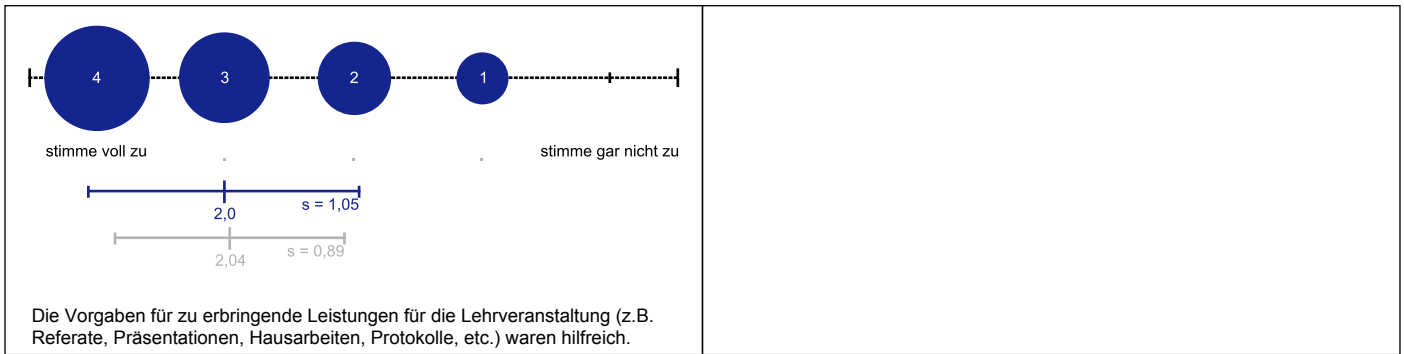 4 3 2 1
stimme voll zu . . . stimme gar nicht zu
s = 1,05
2,0
s = 0,89
2,04
Die Vorgaben für zu erbringende Leistungen für die Lehrveranstaltung (z.B.
Referate, Präsentationen, Hausarbeiten, Protokolle, etc.) waren hilfreich.